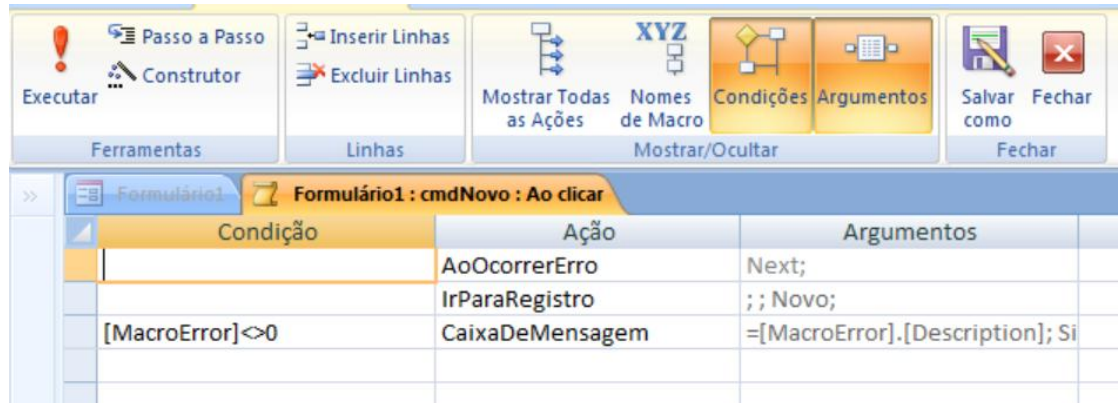 Executar
Passo a Passo
Construtor
Ferramentas
Inserir Linhas
Excluir Linhas
Linhas
Mostrar Todas
as Ações
XYZ
Nomes
de Macro
Condições
Argumentos
Mostrar/Ocultar
Salvar
como
Fechar
Fechar
Formulário1
Formulário1 : cmdNovo : Ao clicar
Condição Ação Argumentos
AoOcorrerErro Next;
IrParaRegistro ; ; Novo;
[MacroError]<>0 CaixaDeMensagem =[MacroError].[Description]; Si